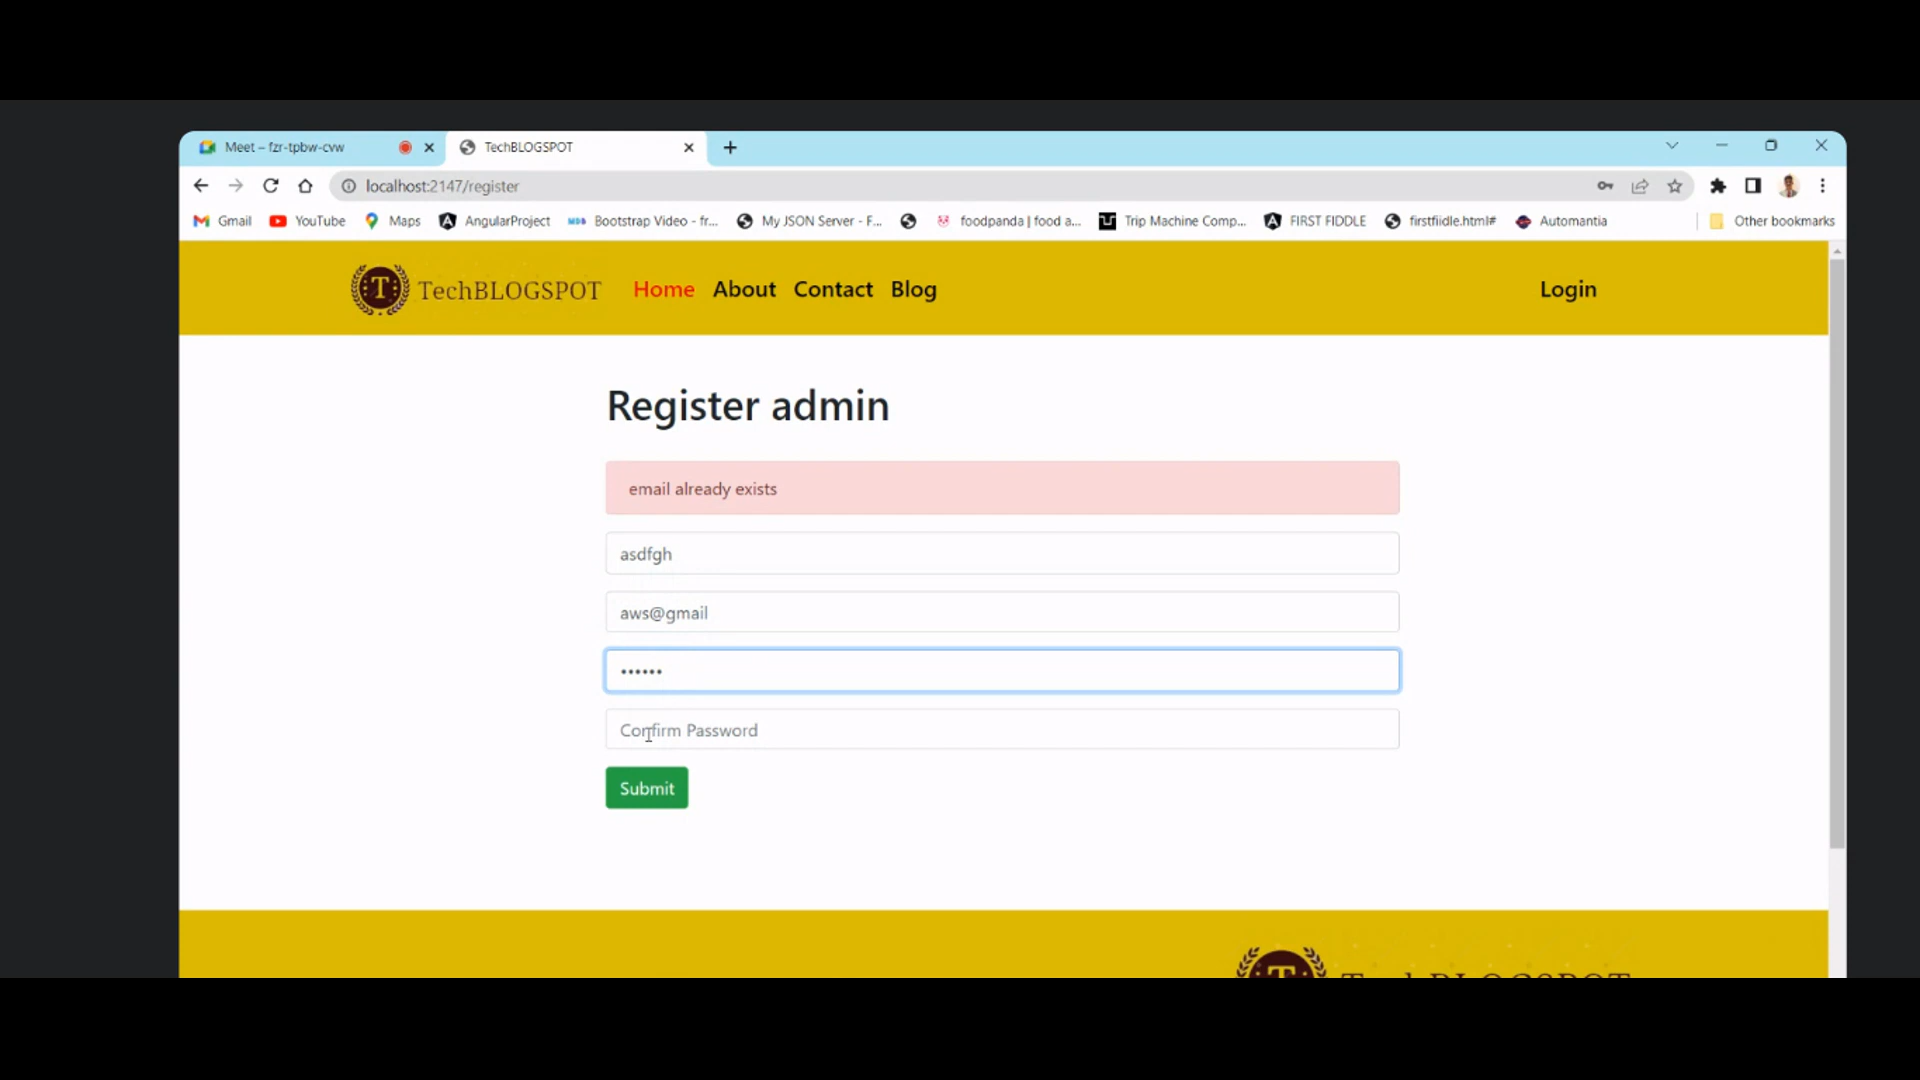 Meet – fzr-tpbw-cvw
TechBLOGSPOT
localhost:2147/register
Gmail YouTube Maps AngularProject Bootstrap Video - fr... My JSON Server - F... foodpanda | food a... Trip Machine Comp... FIRST FIDDLE firstfiidle.html# Automantia Other bookmarks
T TechBLOGSPOT Home About Contact Blog Login
Register admin
email already exists
asdfgh
aws@gmail
••••••
Confirm Password
Submit
T TechBLOGSPOT